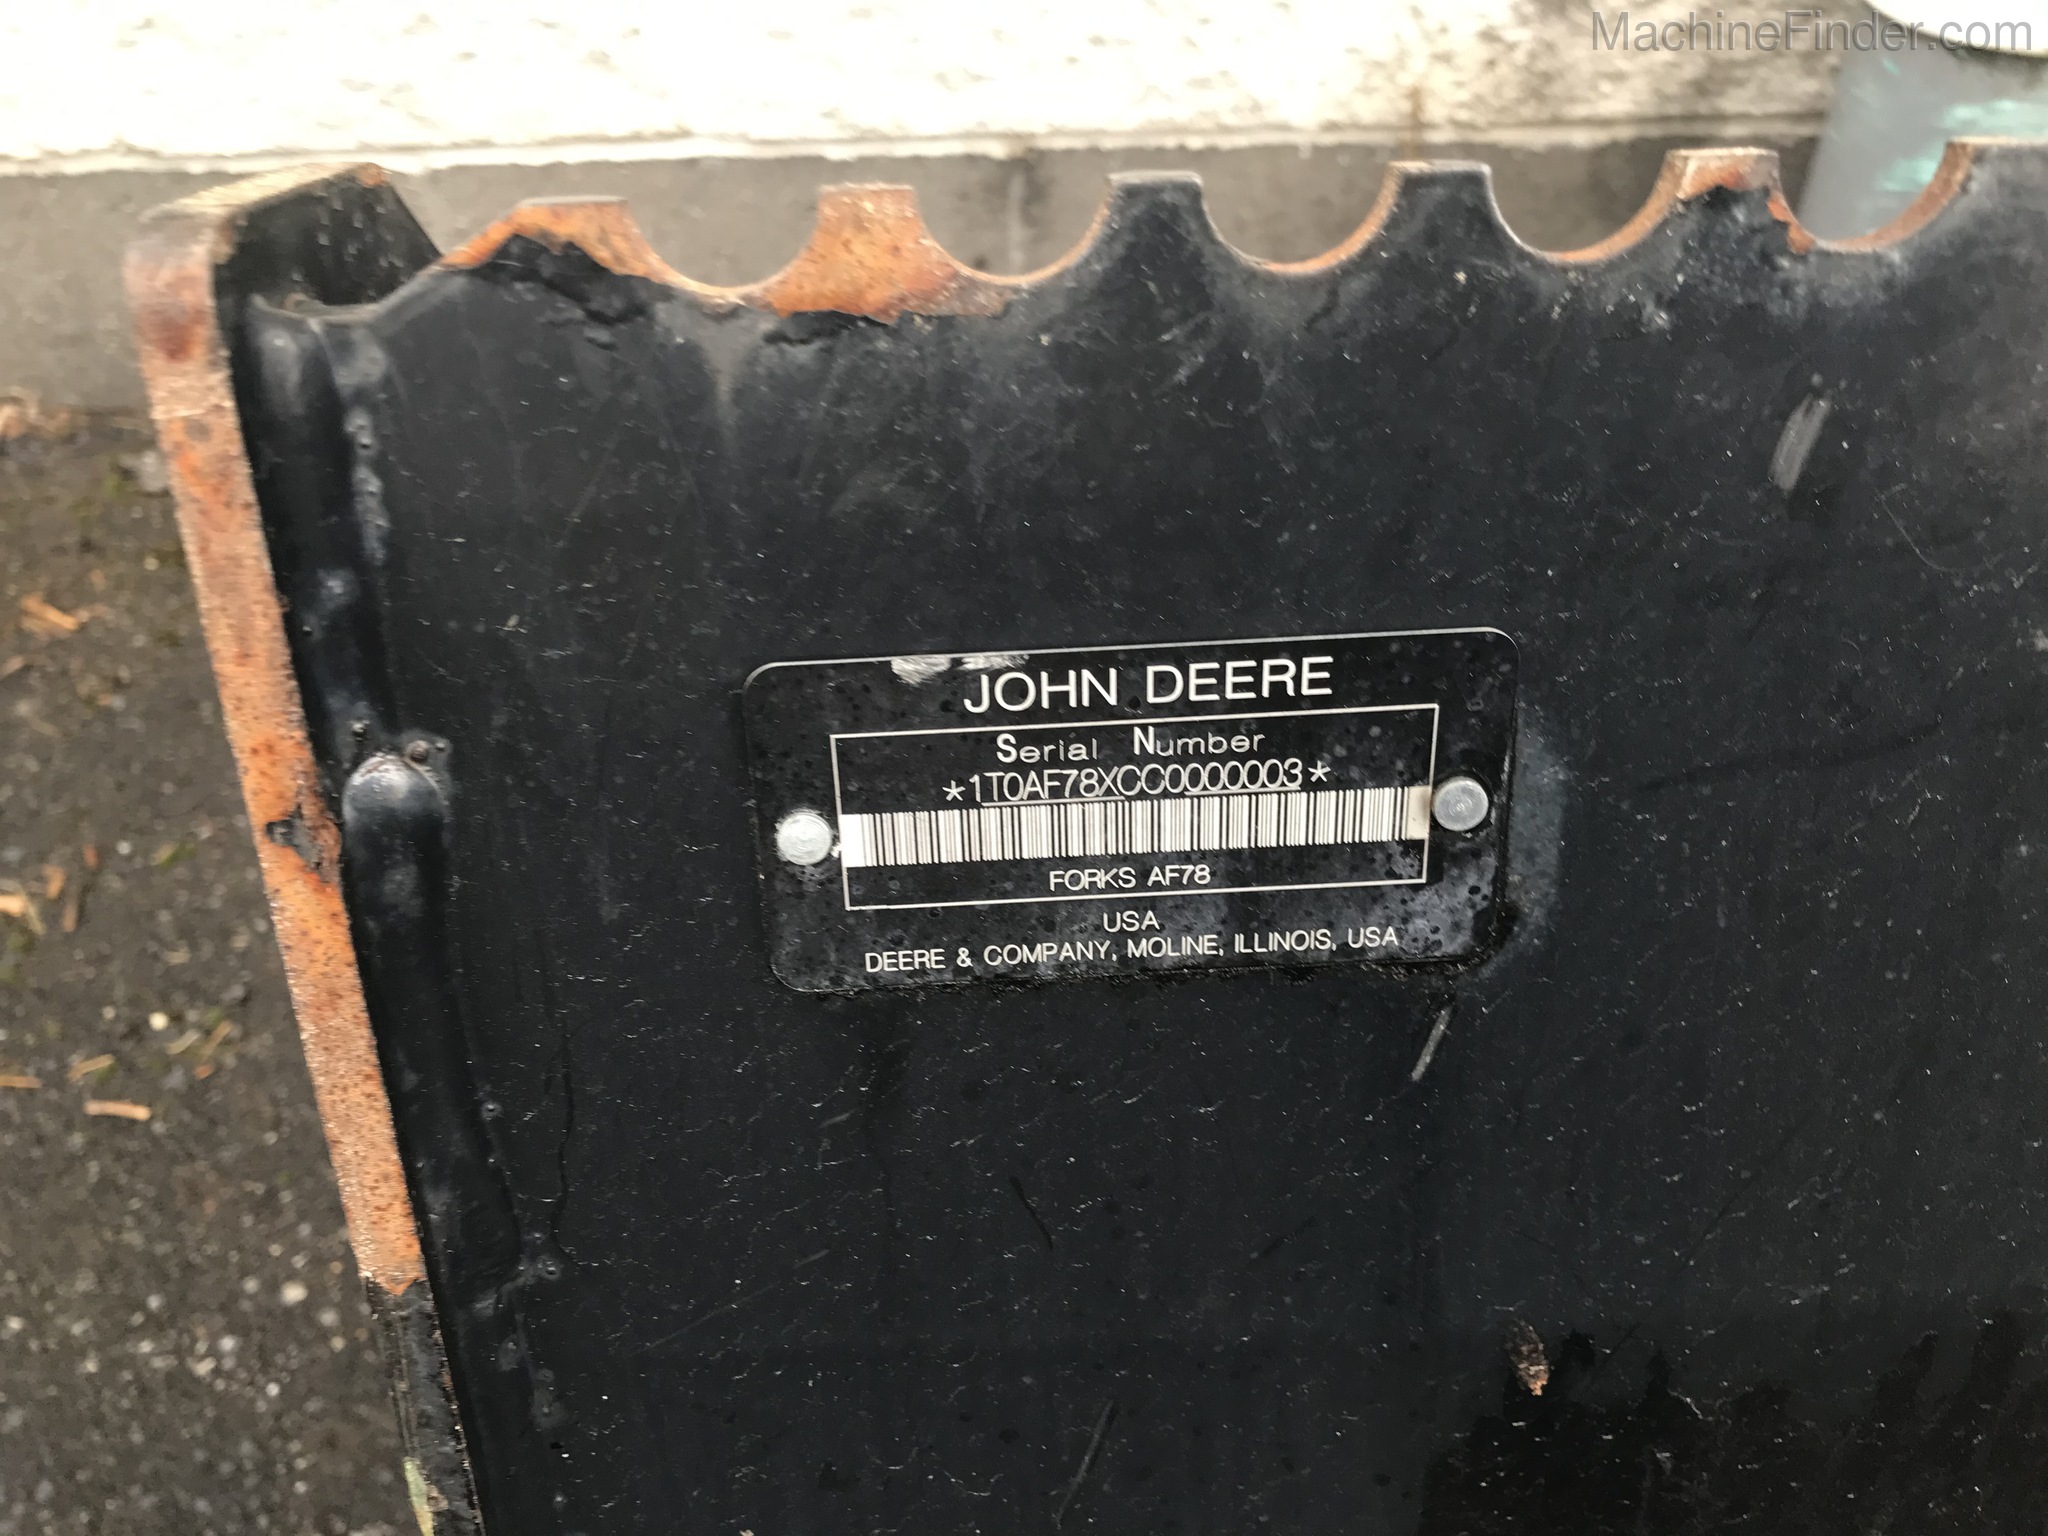 MachineFinder.com
JOHN DEERE
Serial Number
*1T0AF78XCC0000003*
FORKS AF78
USA
DEERE & COMPANY, MOLINE, ILLINOIS, USA